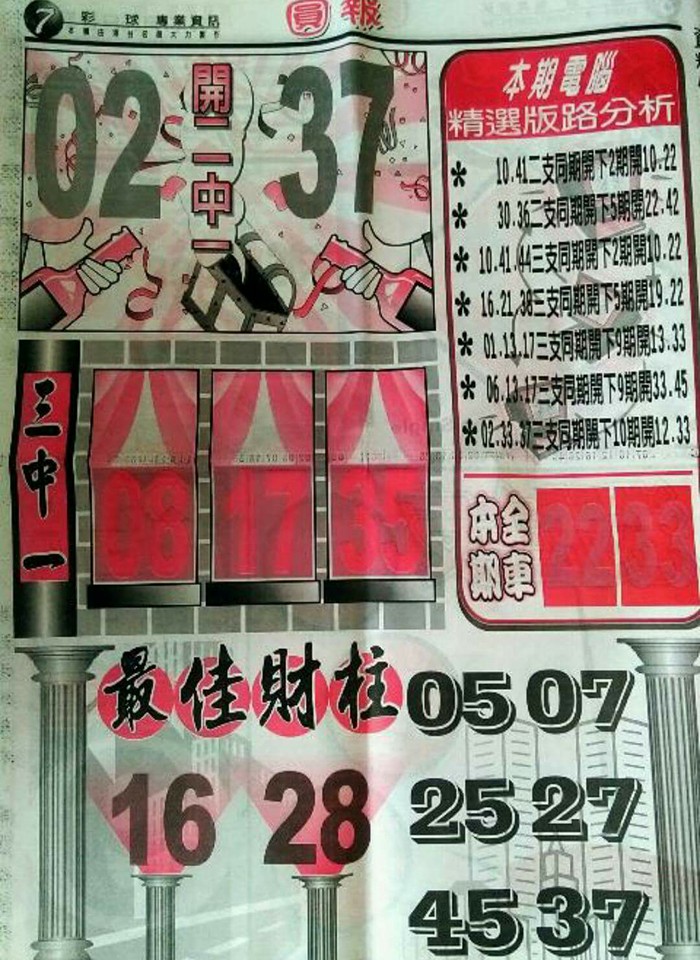 7 彩球專業資訊
圓報
02 開二中一 37
本期電腦
精選版路分析
* 10.41二支同期開下2期開10.22
* 30.36二支同期開下5期開22.42
* 10.41.44三支同期開下2期開10.22
* 16.21.38三支同期開下5期開19.22
* 01.13.17三支同期開下9期開13.33
* 06.13.17三支同期開下9期開33.45
* 02.33.37三支同期開下10期開12.33
三中一
08 17 35
本期全車 22 33
最佳財柱
16 28
05 07
25 27
45 37